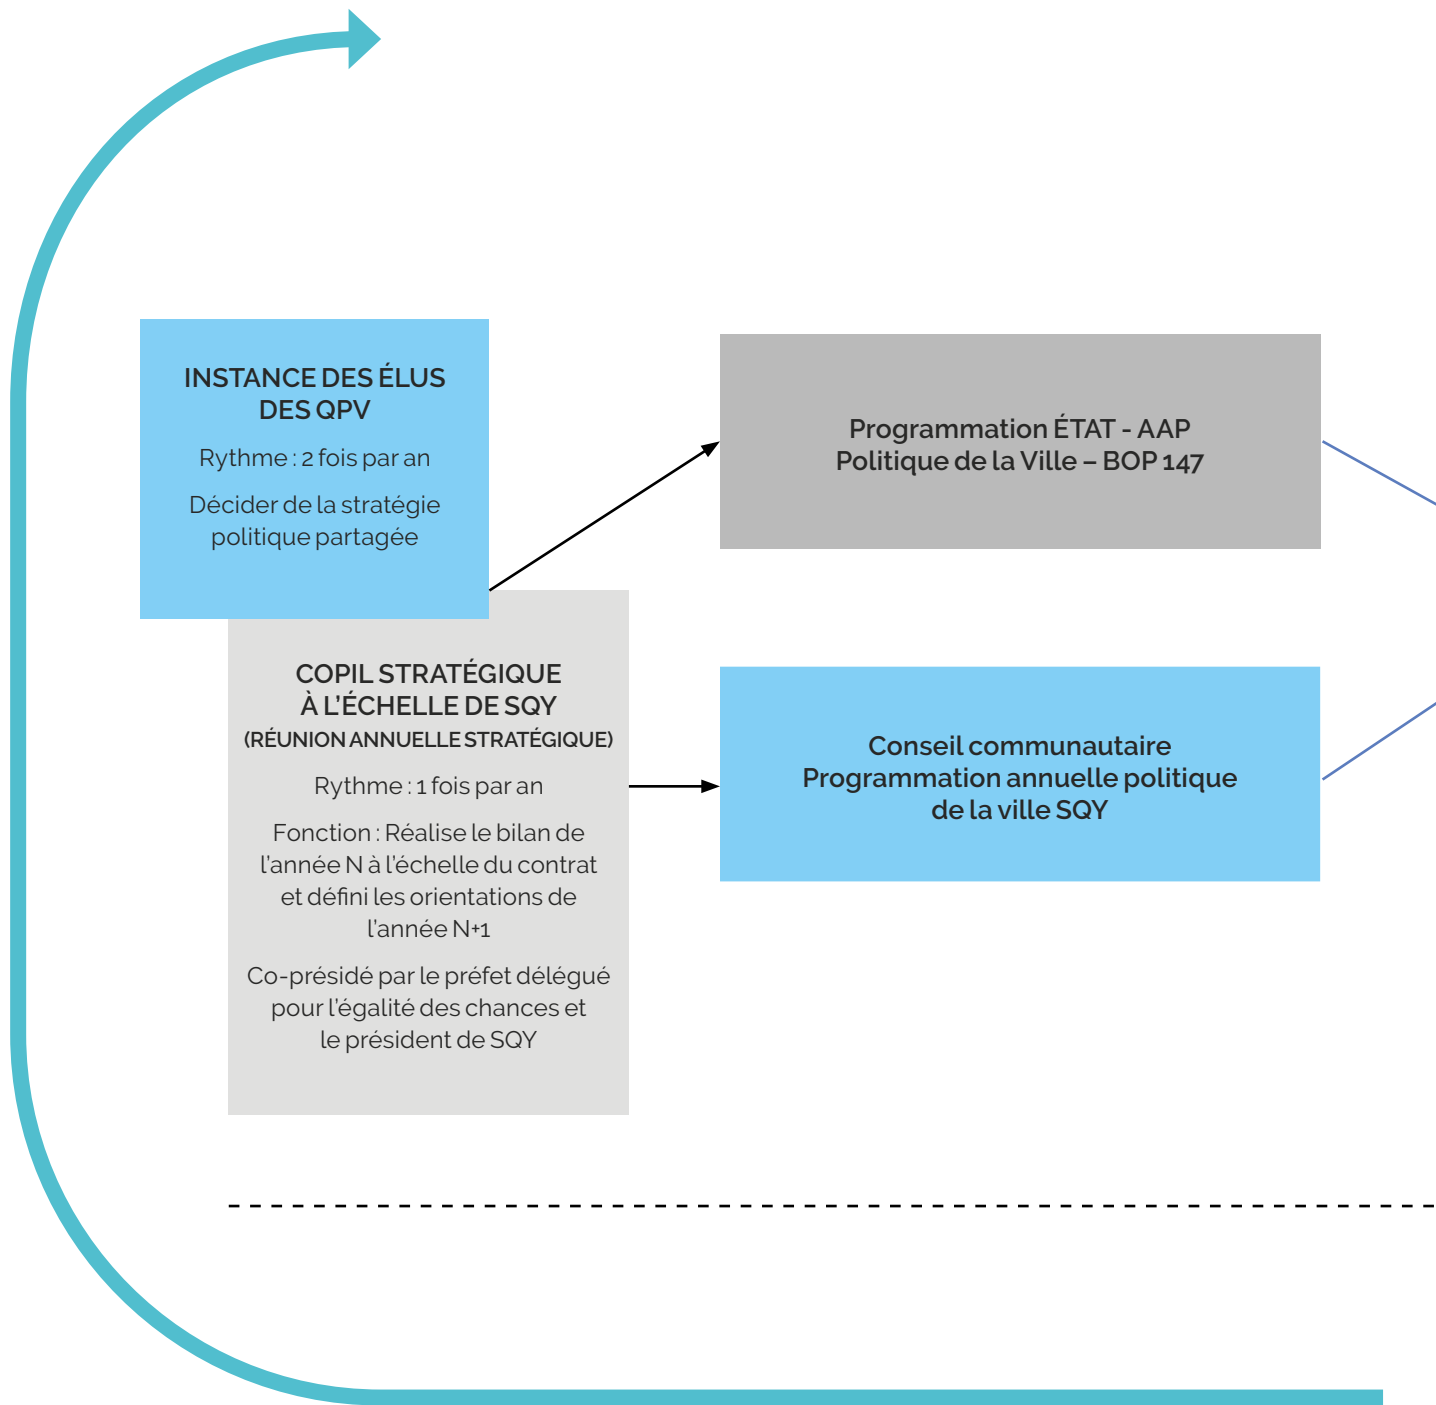 INSTANCE DES ÉLUS
DES QPV
Rythme : 2 fois par an
Décider de la stratégie
politique partagée
COPIL STRATÉGIQUE
À L’ÉCHELLE DE SQY
(RÉUNION ANNUELLE STRATÉGIQUE)
Rythme : 1 fois par an
Fonction : Réalise le bilan de
l’année N à l’échelle du contrat
et défini les orientations de
l’année N+1
Co-présidé par le préfet délégué
pour l’égalité des chances et
le président de SQY
Programmation ÉTAT - AAP
Politique de la Ville – BOP 147
Conseil communautaire
Programmation annuelle politique
de la ville SQY